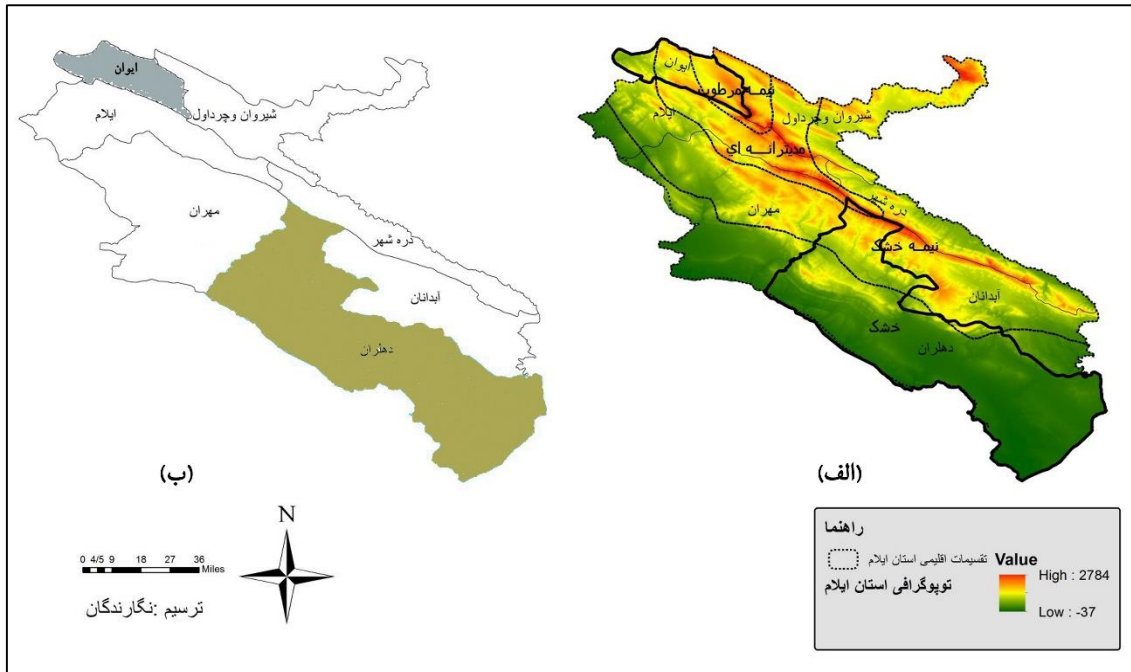 ایوان
ایلام
شیروان وچرداول
مهران
دره شهر
آبدانان
دهلران
(ب)
ایوان
نیمه مرطوب
شیروان وچرداول
ایلام
مدیترانه ای
دره شهر
مهران
نیمه خشک
آبدانان
خشک
دهلران
(الف)
N
0 4/5 9 18 27 36
Miles
ترسیم :نگارندگان
راهنما
تقسیمات اقلیمی استان ایلام
توپوگرافی استان ایلام
Value
High : 2784
Low : -37